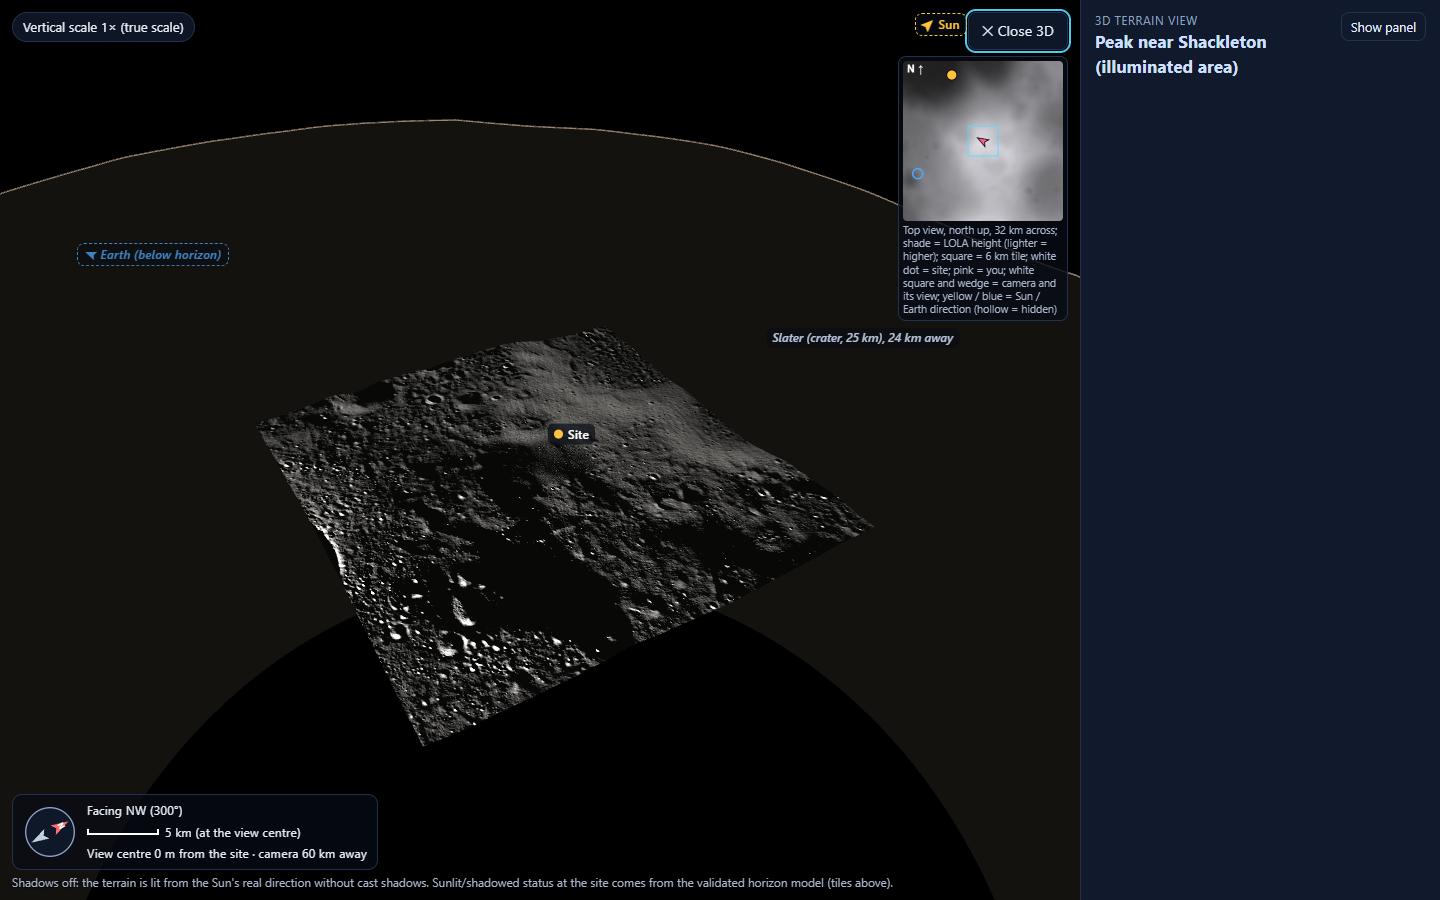 Vertical scale 1× (true scale)
Sun
Close 3D
N ↑
Top view, north up, 32 km across;
shade = LOLA height (lighter =
higher); square = 6 km tile; white
dot = site; pink = you; white
square and wedge = camera and
its view; yellow / blue = Sun /
Earth direction (hollow = hidden)
Earth (below horizon)
Slater (crater, 25 km), 24 km away
Site
Facing NW (300°)
5 km (at the view centre)
View centre 0 m from the site · camera 60 km away
Shadows off: the terrain is lit from the Sun's real direction without cast shadows. Sunlit/shadowed status at the site comes from the validated horizon model (tiles above).
3D TERRAIN VIEW
Peak near Shackleton
(illuminated area)
Show panel